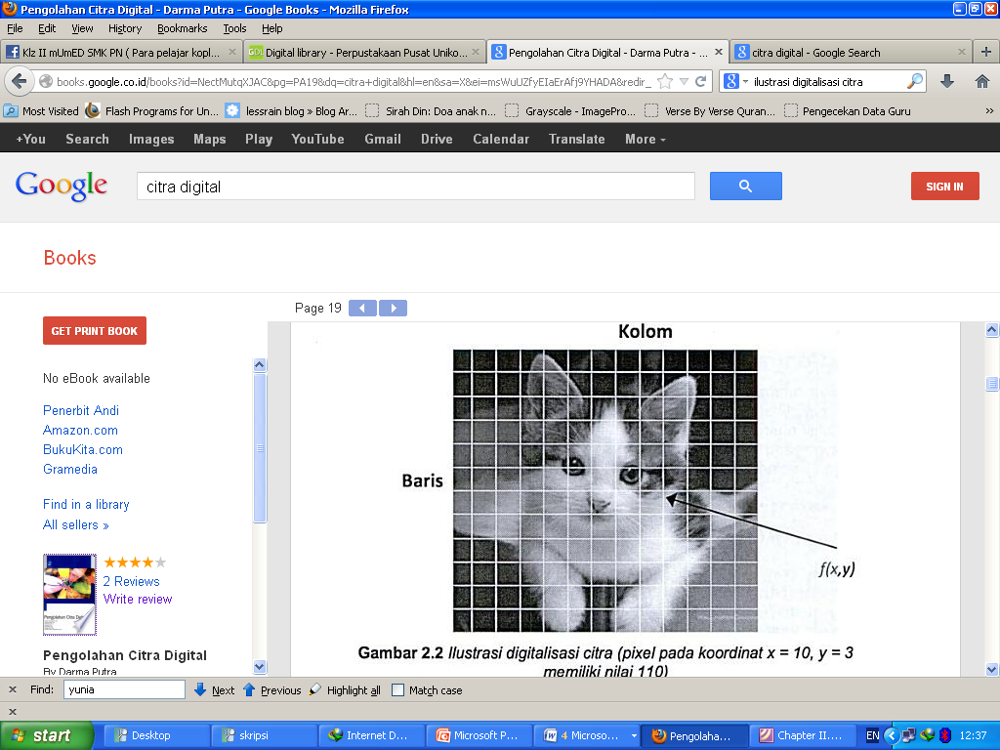 Pengolahan Citra Digital - Darma Putra - Google Books - Mozilla Firefox
File Edit View History Bookmarks Tools Help
Klz II mUmED SMK PN ( Para pelajar kopl... Digital library - Perpustakaan Pusat Uniko... Pengolahan Citra Digital - Darma Putra - ... citra digital - Google Search
books.google.co.id/books?id=NectMutqXJAC&pg=PA19&dq=citra+digital&hl=en&sa=X&ei=msWuUZfyEIaErAfj9YHADA&redir_ ilustrasi digitalisasi citra
Most Visited Flash Programs for Un... lessrain blog » Blog Ar... Sirah Din: Doa anak n... Grayscale - ImagePro... Verse By Verse Quran... Pengecekan Data Guru »
+You Search Images Maps Play YouTube Gmail Drive Calendar Translate More
Google citra digital SIGN IN
Books
Page 19
GET PRINT BOOK
No eBook available
Penerbit Andi
Amazon.com
BukuKita.com
Gramedia
Find in a library
All sellers »
2 Reviews
Write review
Pengolahan Citra Digital
By Darma Putra
Kolom
Baris
f(x,y)
Gambar 2.2 Ilustrasi digitalisasi citra (pixel pada koordinat x = 10, y = 3
memiliki nilai 110)
Find: yunia Next Previous Highlight all Match case
start Desktop skripsi Internet D... Microsoft P... 4 Microso... Pengolaha... Chapter II.... EN 12:37